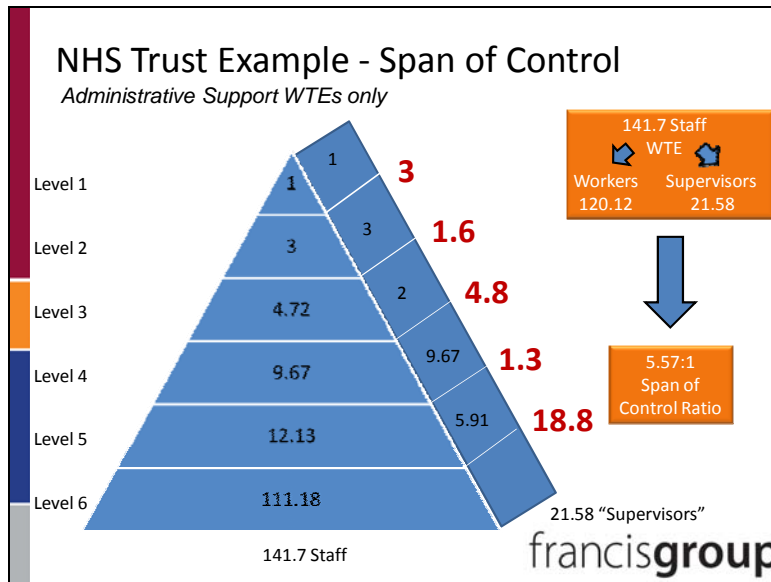 NHS Trust Example - Span of Control
Administrative Support WTEs only
141.7 Staff
WTE
Workers Supervisors
120.12 21.58
5.57:1
Span of
Control Ratio
Level 1
1
1
3
Level 2
3
3
1.6
Level 3
4.72
2
4.8
Level 4
9.67
9.67
1.3
Level 5
12.13
5.91
18.8
Level 6
111.18
21.58 “Supervisors”
141.7 Staff
francisgroup